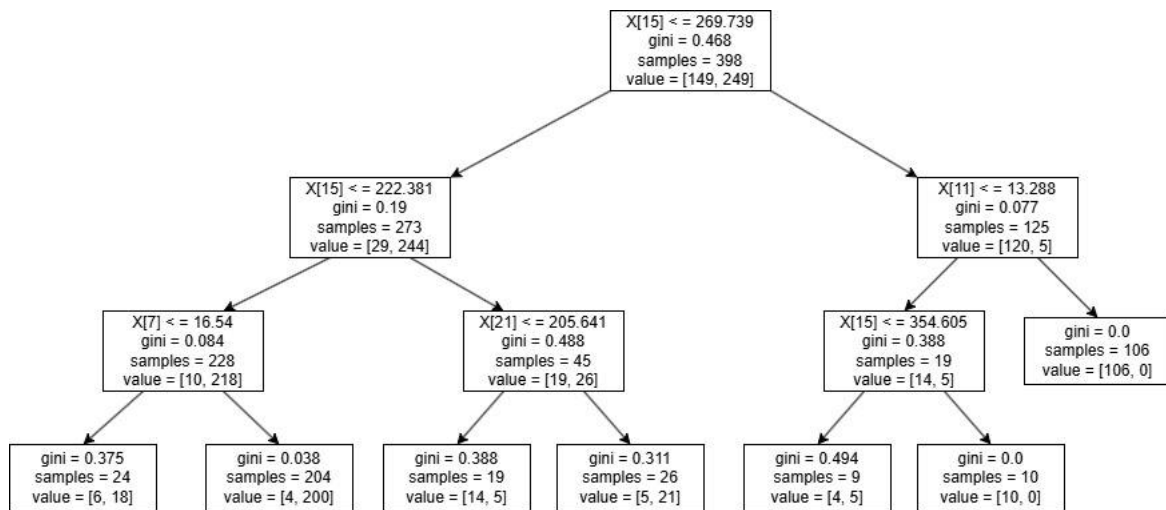 X[15] < = 269.739
gini = 0.468
samples = 398
value = [149, 249]
X[15] < = 222.381
gini = 0.19
samples = 273
value = [29, 244]
X[11] < = 13.288
gini = 0.077
samples = 125
value = [120, 5]
X[7] < = 16.54
gini = 0.084
samples = 228
value = [10, 218]
X[21] < = 205.641
gini = 0.488
samples = 45
value = [19, 26]
X[15] < = 354.605
gini = 0.388
samples = 19
value = [14, 5]
gini = 0.0
samples = 106
value = [106, 0]
gini = 0.375
samples = 24
value = [6, 18]
gini = 0.038
samples = 204
value = [4, 200]
gini = 0.388
samples = 19
value = [14, 5]
gini = 0.311
samples = 26
value = [5, 21]
gini = 0.494
samples = 9
value = [4, 5]
gini = 0.0
samples = 10
value = [10, 0]